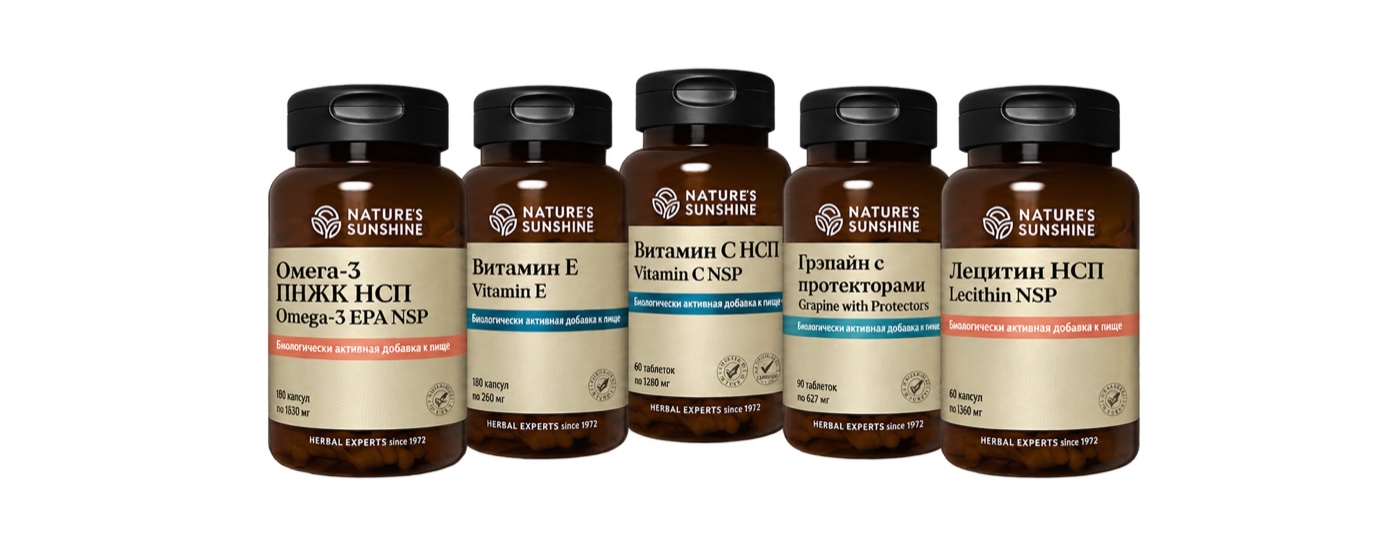 NATURE'S
SUNSHINE
Омега-3
ПНЖК НСП
Omega-3 EPA NSP
Биологически активная добавка к пище
180 капсул
по 1830 мг
HERBAL EXPERTS since 1972
NATURE'S
SUNSHINE
Витамин Е
Vitamin E
Биологически активная добавка к пище
180 капсул
по 260 мг
HERBAL EXPERTS since 1972
NATURE'S
SUNSHINE
Витамин С НСП
Vitamin C NSP
Биологически активная добавка к пище
60 таблеток
по 1280 мг
HERBAL EXPERTS since 1972
NATURE'S
SUNSHINE
Грэпайн с
протекторами
Grapine with Protectors
Биологически активная добавка к пище
90 таблеток
по 627 мг
HERBAL EXPERTS since 1972
NATURE'S
SUNSHINE
Лецитин НСП
Lecithin NSP
Биологически активная добавка к пище
60 капсул
по 1360 мг
HERBAL EXPERTS since 1972